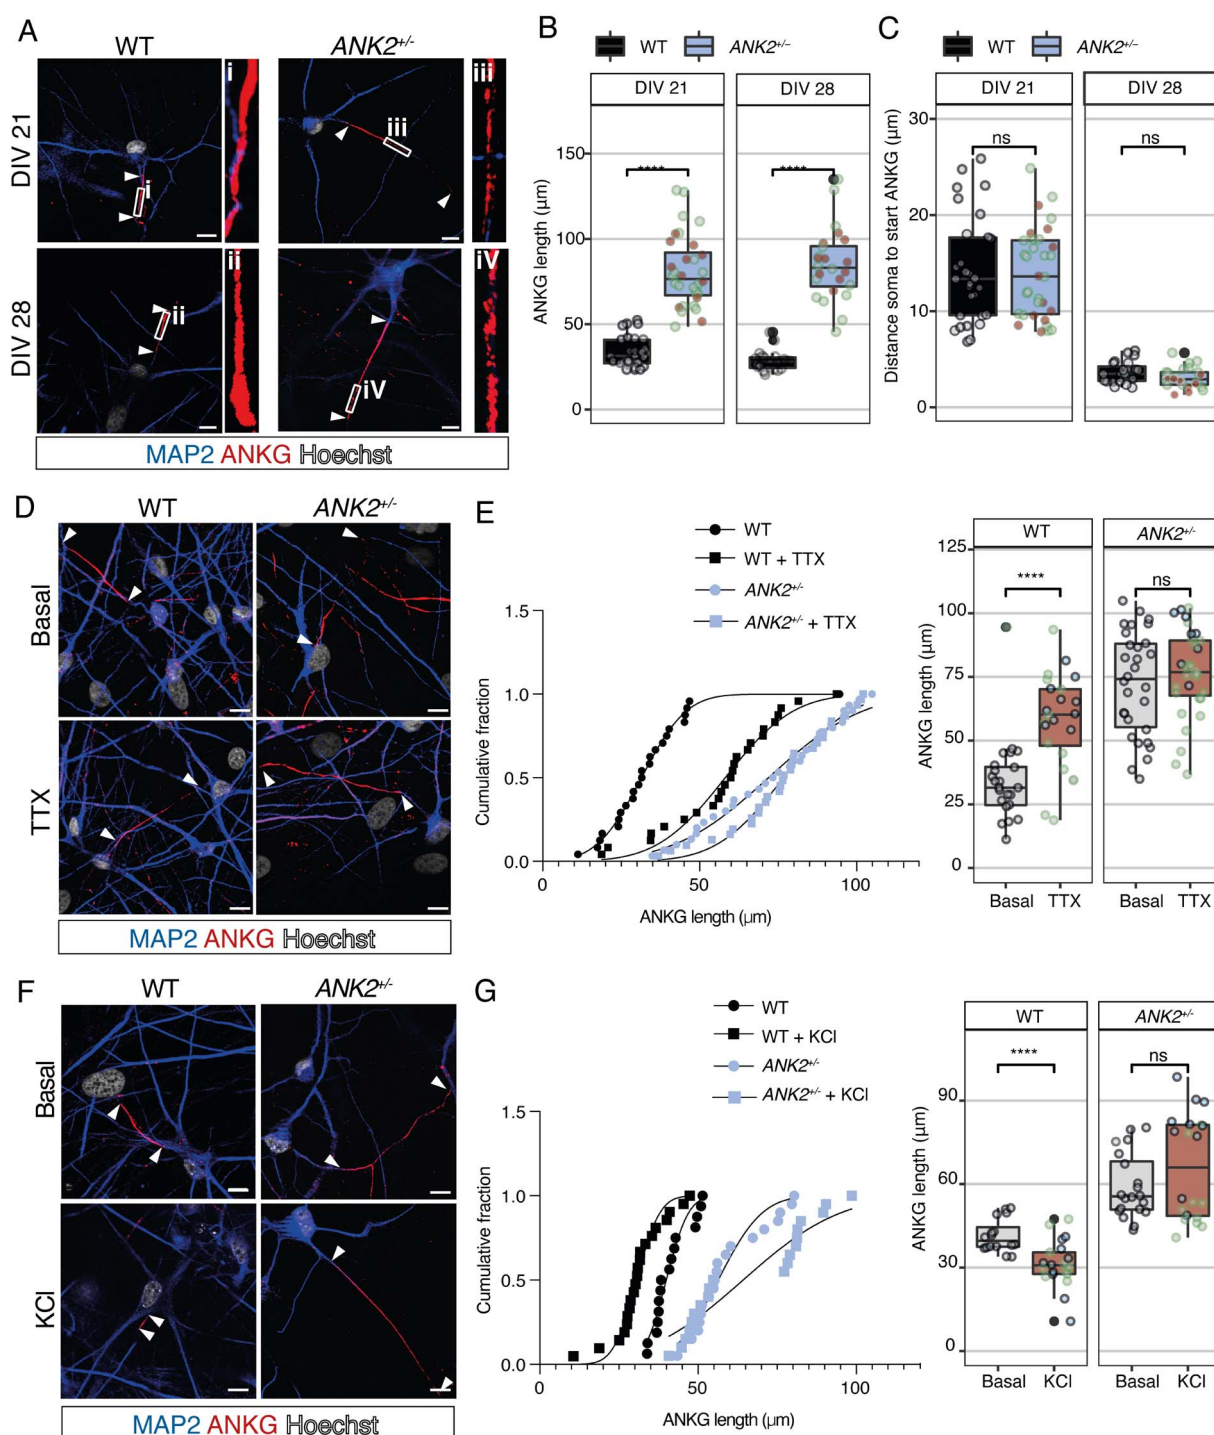 A
WT
ANK2+/-
DIV 21
i
i
iii
iii
DIV 28
ii
ii
iV
iV
MAP2 ANKG Hoechst
B
WT
ANK2+/−
DIV 21
DIV 28
ANKG length (µm)
150
100
50
0
****
****
C
WT
ANK2+/−
DIV 21
DIV 28
Distance soma to start ANKG (µm)
30
20
10
0
ns
ns
D
WT
ANK2+/-
Basal
TTX
MAP2 ANKG Hoechst
E
WT
WT + TTX
ANK2+/-
ANK2+/- + TTX
Cumulative fraction
1.5
1.0
0.5
0.0
0
50
100
ANKG length (µm)
WT
ANK2+/-
ANKG length (µm)
125
100
75
50
25
0
****
ns
Basal
TTX
Basal
TTX
F
WT
ANK2+/-
Basal
KCl
MAP2 ANKG Hoechst
G
WT
WT + KCl
ANK2+/-
ANK2+/- + KCl
Cumulative fraction
1.5
1.0
0.5
0.0
0
50
100
ANKG length (µm)
WT
ANK2+/-
ANKG length (µm)
90
60
30
0
****
ns
Basal
KCl
Basal
KCl